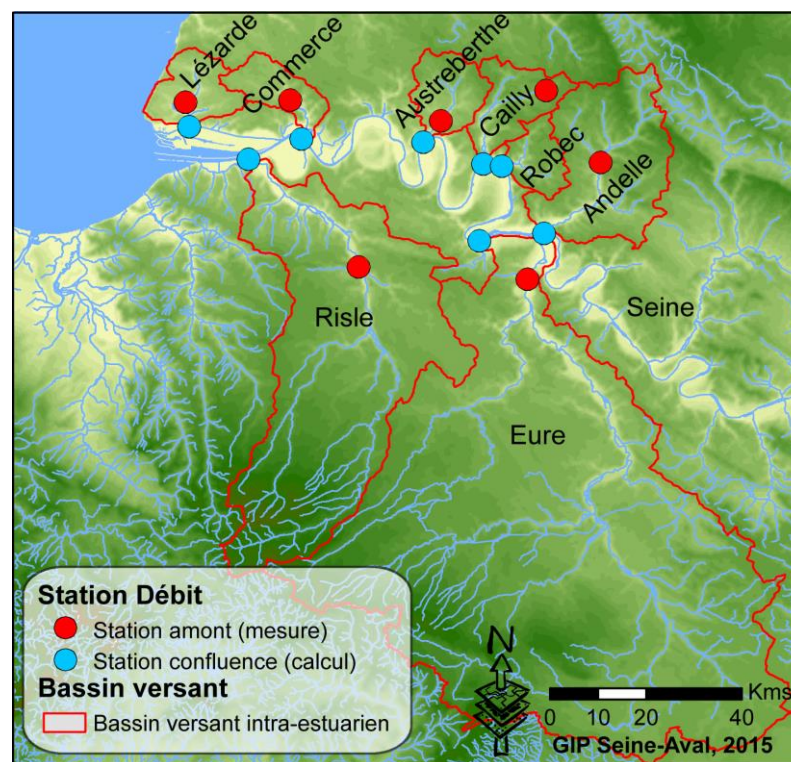 Lézarde
Commerce
Austreberthe
Cailly
Robec
Andelle
Risle
Seine
Eure
Station Débit
Station amont (mesure)
Station confluence (calcul)
Bassin versant
Bassin versant intra-estuarien
N
Kms
0 10 20 40
GIP Seine-Aval, 2015